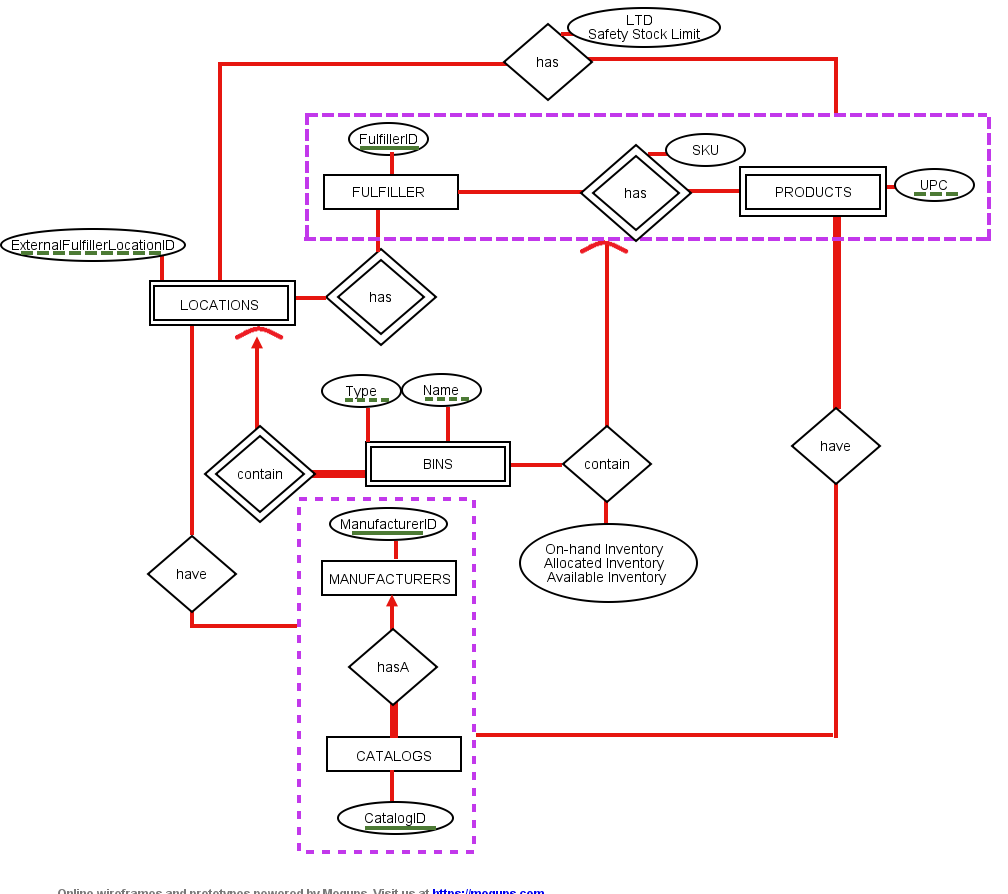 LTD
Safety Stock Limit
has
FulfillerID
SKU
FULFILLER
has
PRODUCTS
UPC
ExternalFulfillerLocationID
LOCATIONS
has
Type
Name
contain
BINS
contain
have
ManufacturerID
On-hand Inventory
Allocated Inventory
Available Inventory
have
MANUFACTURERS
hasA
CATALOGS
CatalogID
Online wireframes and prototypes powered by Moqups. Visit us at https://moqups.com